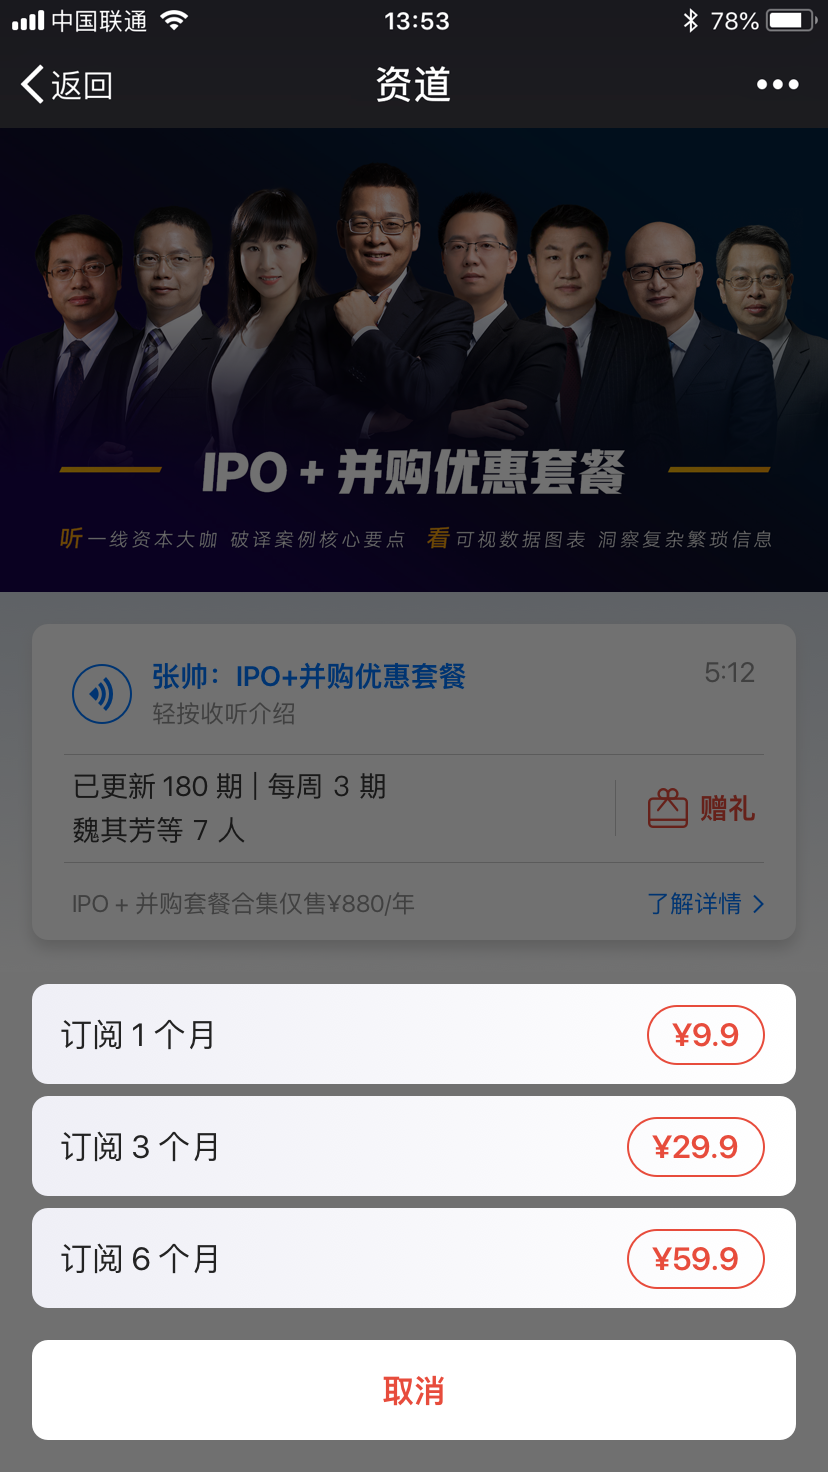 中国联通 13:53 78%
返回 资道
IPO + 并购优惠套餐
听一线资本大咖 破译案例核心要点 看可视数据图表 洞察复杂繁琐信息
张帅：IPO+并购优惠套餐 5:12
轻按收听介绍
已更新 180 期 | 每周 3 期
魏其芳等 7 人
赠礼
IPO + 并购套餐合集仅售¥880/年 了解详情
订阅 1 个月 ¥9.9
订阅 3 个月 ¥29.9
订阅 6 个月 ¥59.9
取消